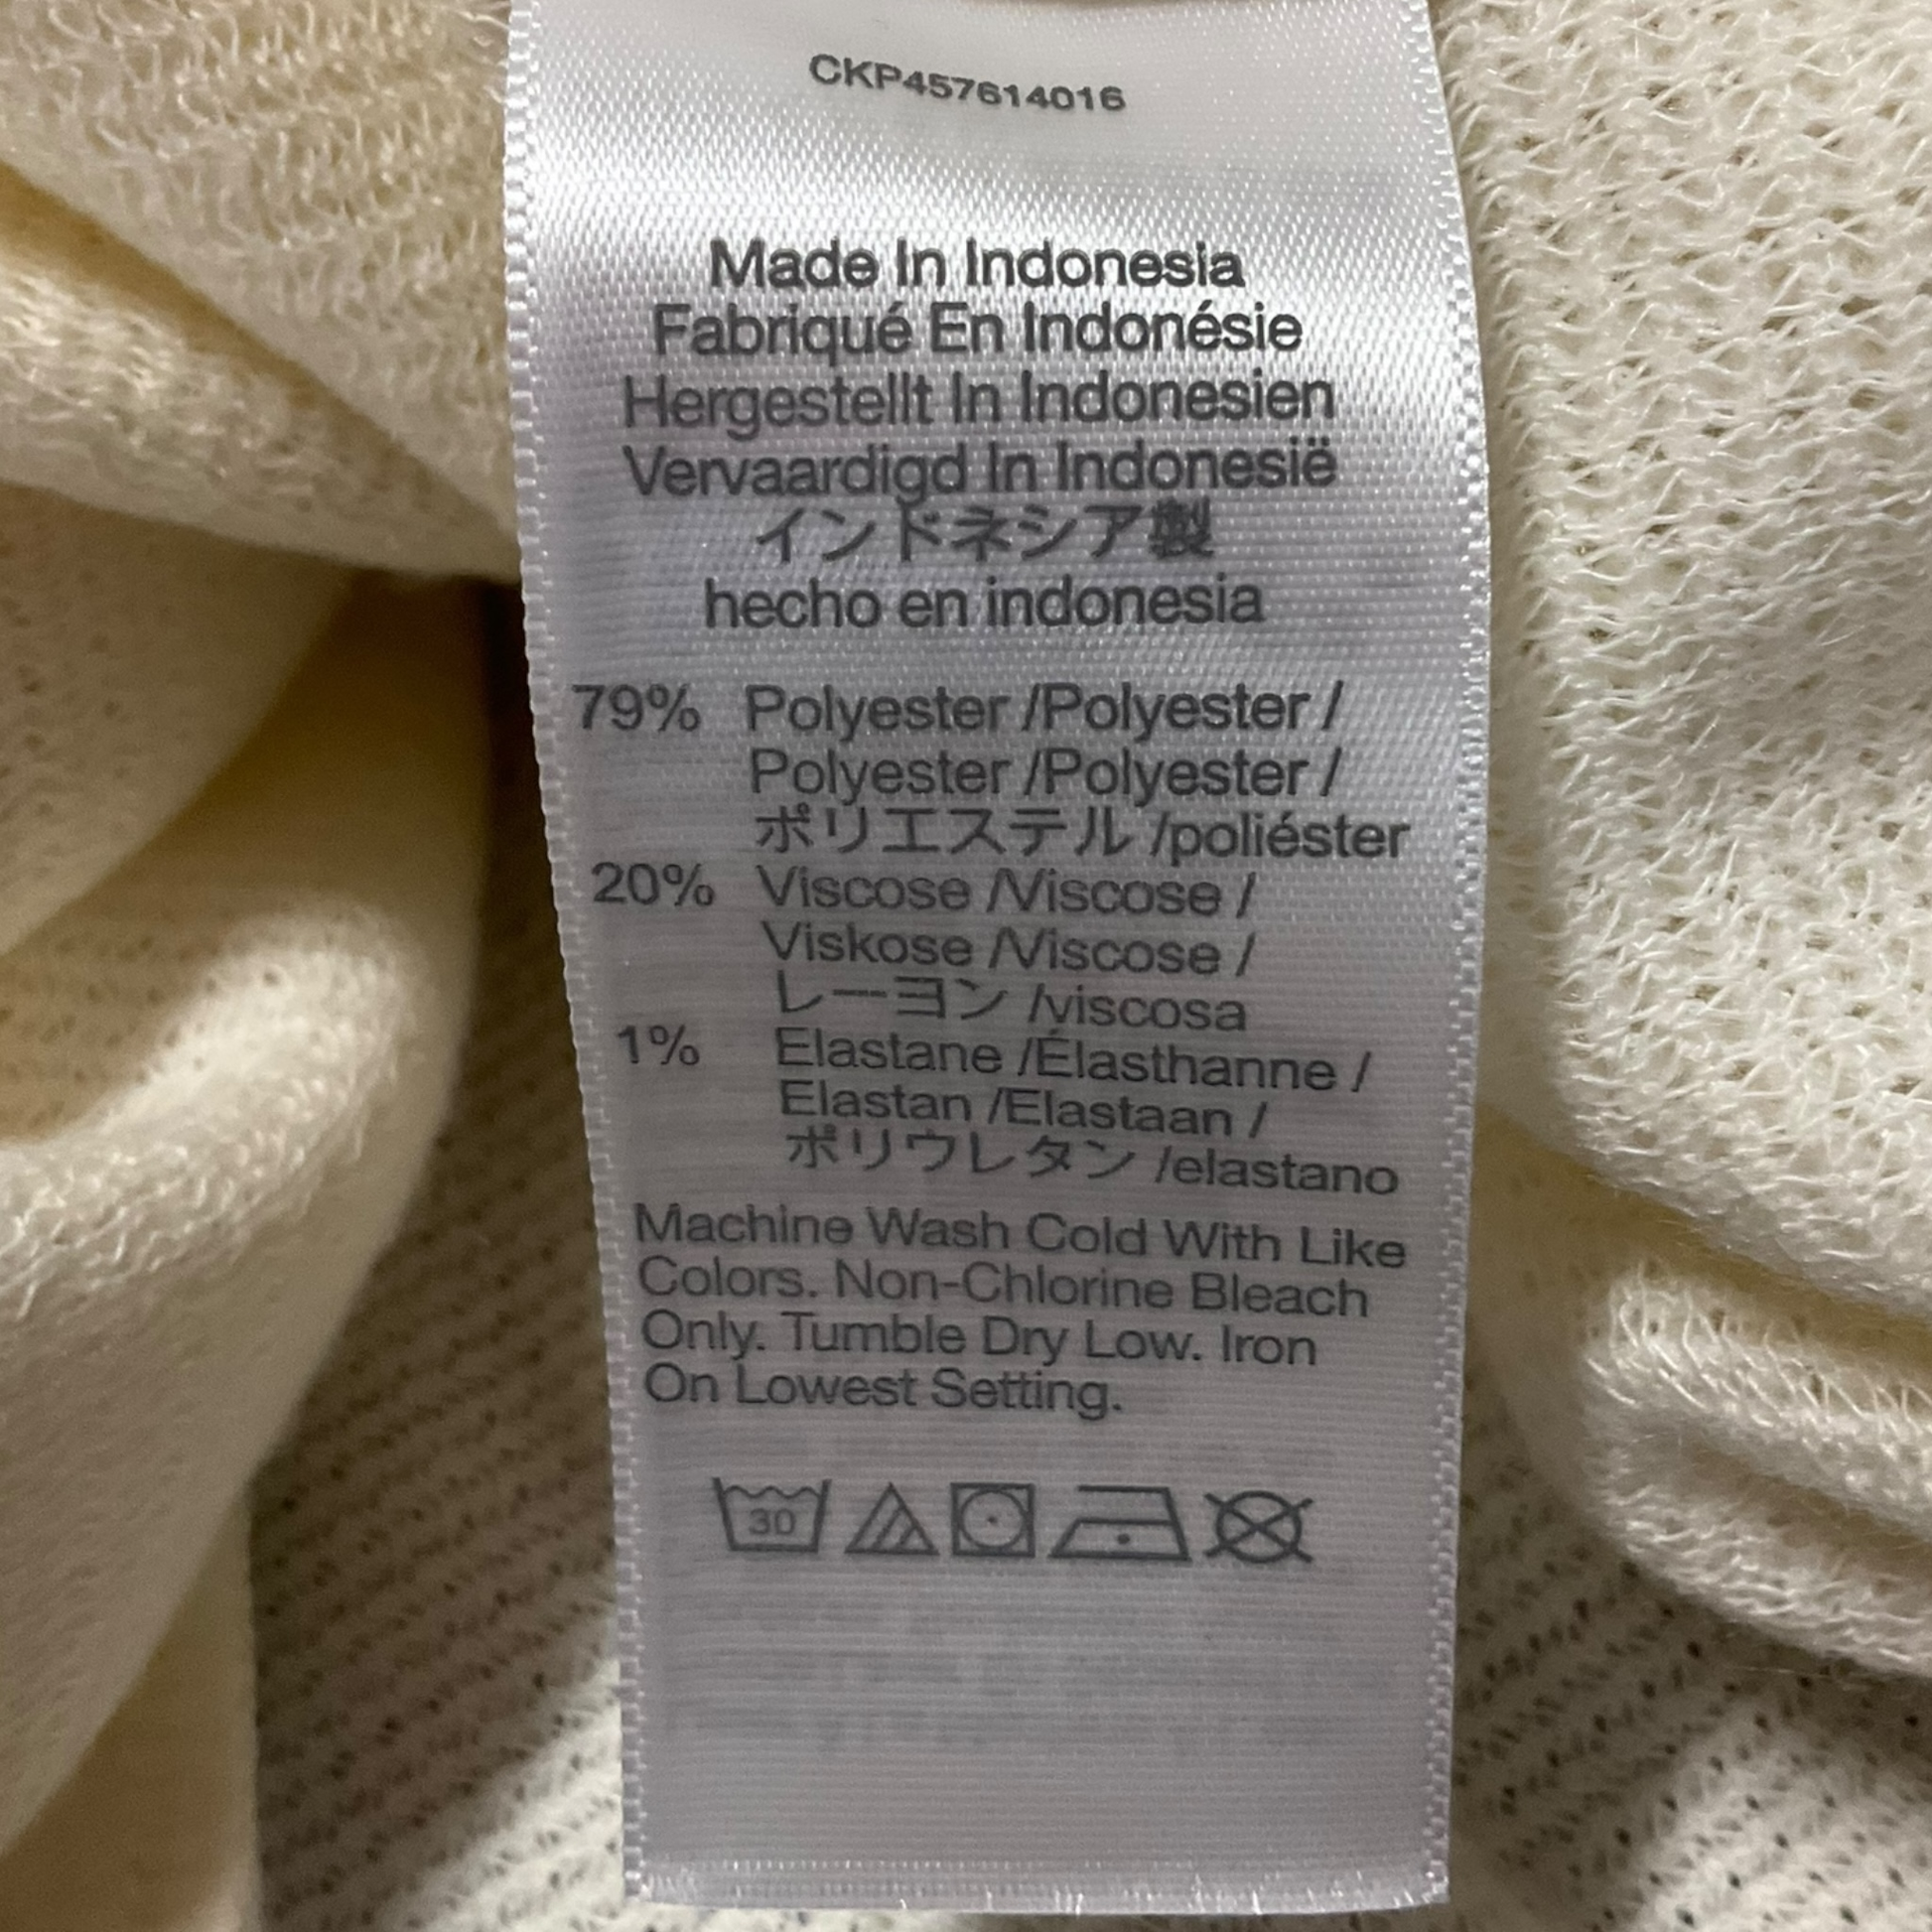 CKP457614016
Made In Indonesia
Fabriqué En Indonésie
Hergestellt In Indonesien
Vervaardigd In Indonesië
インドネシア製
hecho en indonesia
79% Polyester /Polyester /
Polyester /Polyester /
ポリエステル /poliéster
20% Viscose /Viscose /
Viskose /Viscose /
レーヨン /viscosa
1% Elastane /Élasthanne /
Elastan /Elastaan /
ポリウレタン /elastano
Machine Wash Cold With Like
Colors. Non-Chlorine Bleach
Only. Tumble Dry Low. Iron
On Lowest Setting.
30